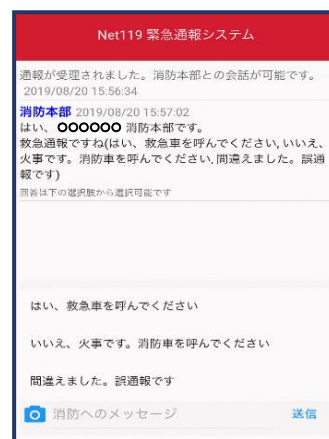 Net119 緊急通報システム
通報が受理されました。消防本部との会話が可能です。
2019/08/20 15:56:34
消防本部 2019/08/20 15:57:02
はい、○○○○○○ 消防本部です。
救急通報ですね(はい、救急車を呼んでください, いいえ、
火事です。消防車を呼んでください, 間違えました。誤通
報です)
回答は下の選択肢から選択可能です
はい、救急車を呼んでください
いいえ、火事です。消防車を呼んでください
間違えました。誤通報です
消防へのメッセージ 送信